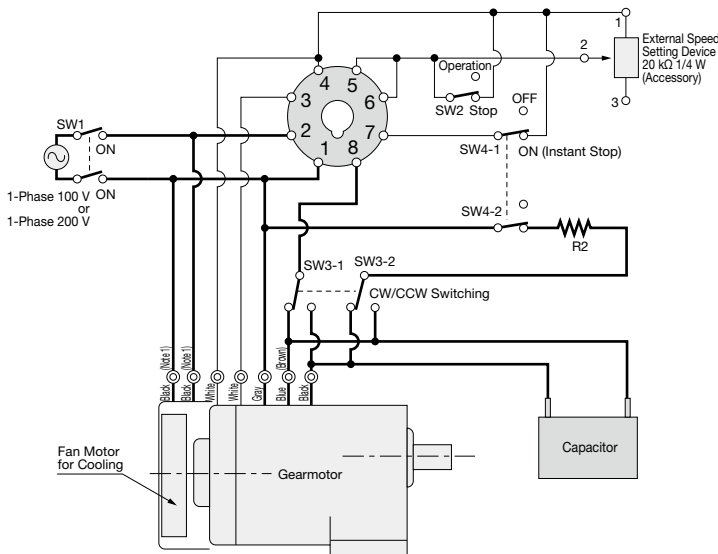 1
External Speed
Setting Device
20 kΩ 1/4 W
(Accessory)
2
3
4
5
Operation
3
6
SW2 Stop
OFF
SW1
ON
2
7
SW4-1
ON (Instant Stop)
1
8
ON
1-Phase 100 V
or
1-Phase 200 V
SW4-2
R2
SW3-1
SW3-2
CW/CCW Switching
Black (Note 1)
Black (Note 1)
White
White
Gray
Blue (Brown)
Black
Capacitor
Fan Motor
for Cooling
Gearmotor